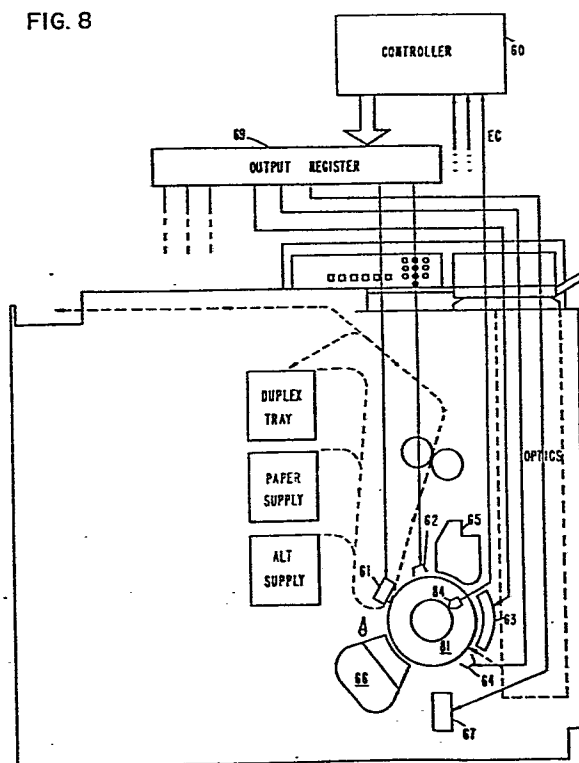 FIG. 8
CONTROLLER
60
EC
69
OUTPUT REGISTER
DUPLEX
TRAY
PAPER
SUPPLY
ALT
SUPPLY
OPTICS
61
62
65
84
63
81
64
66
67